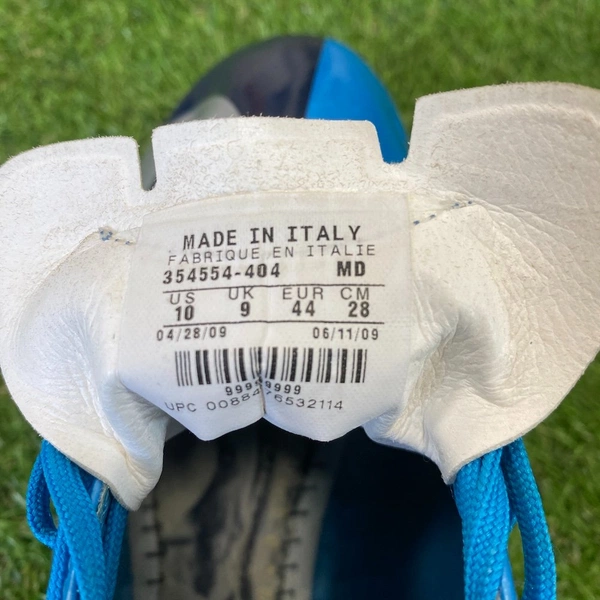 MADE IN ITALY
FABRIQUE EN ITALIE
354554-404 MD
US UK EUR CM
10 9 44 28
04/28/09 06/11/09
UPC